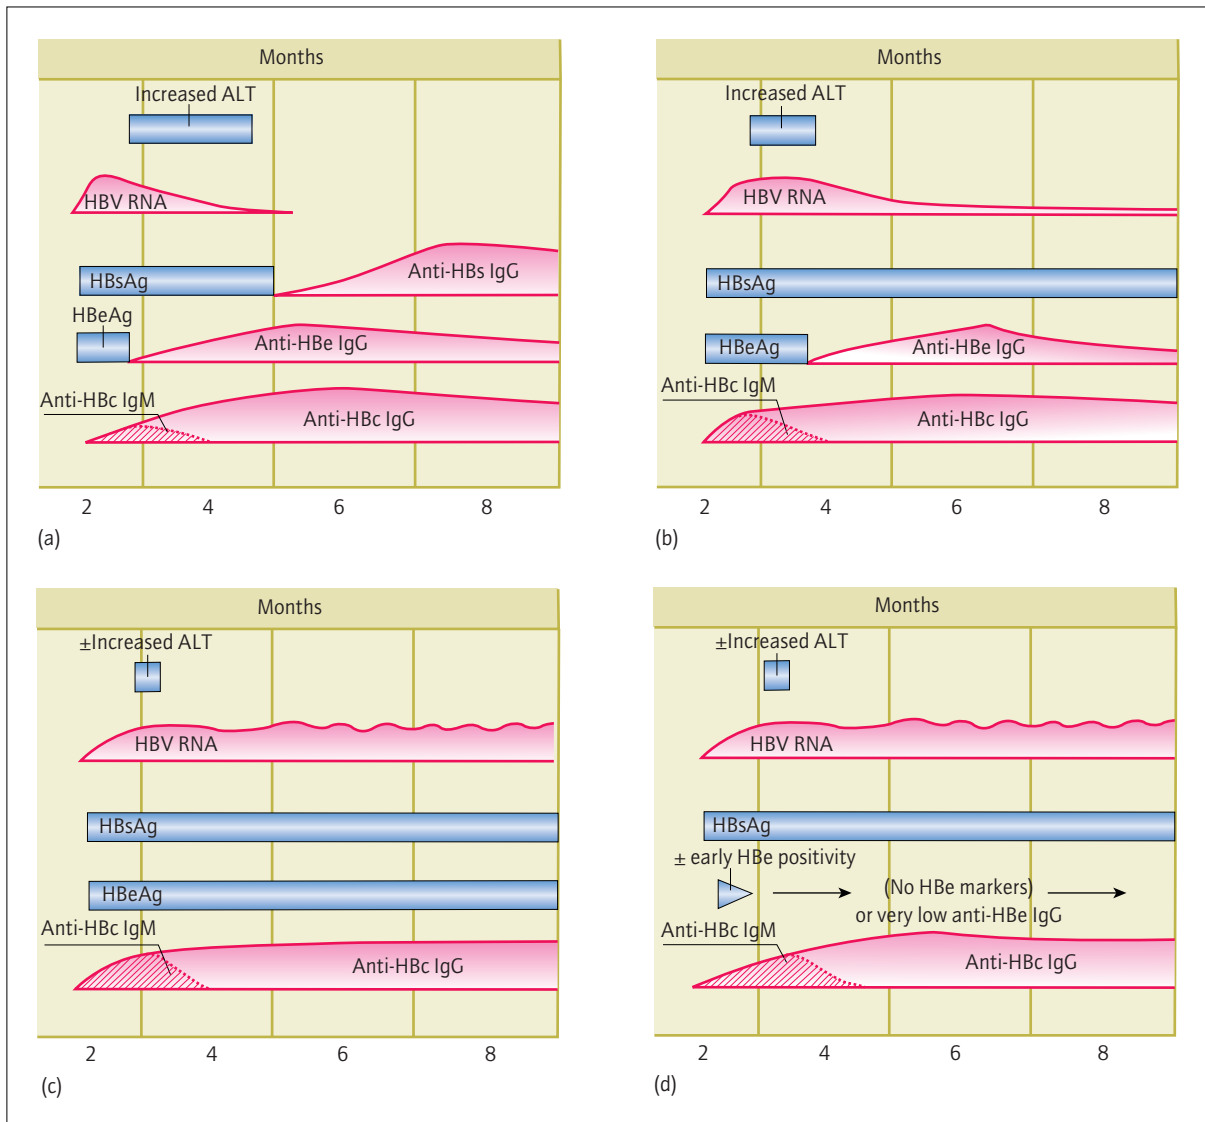 Months
Increased ALT
HBV RNA
HBsAg
Anti-HBs IgG
HBeAg
Anti-HBe IgG
Anti-HBc IgM
Anti-HBc IgG
2 4 6 8
(a)
Months
Increased ALT
HBV RNA
HBsAg
HBeAg
Anti-HBe IgG
Anti-HBc IgM
Anti-HBc IgG
2 4 6 8
(b)
Months
±Increased ALT
HBV RNA
HBsAg
HBeAg
Anti-HBc IgM
Anti-HBc IgG
2 4 6 8
(c)
Months
±Increased ALT
HBV RNA
HBsAg
± early HBe positivity
(No HBe markers)
or very low anti-HBe IgG
Anti-HBc IgM
Anti-HBc IgG
2 4 6 8
(d)